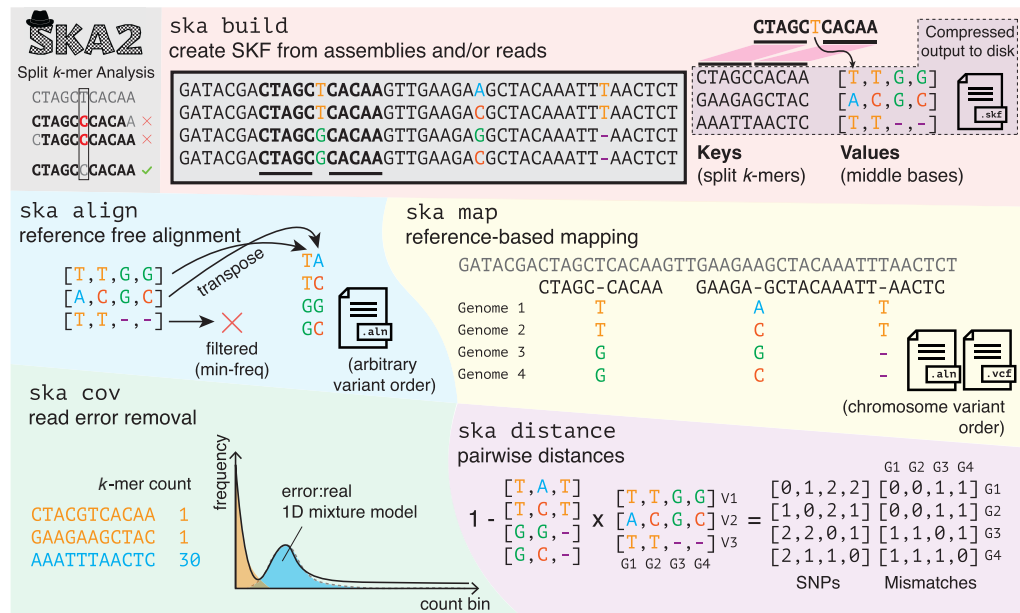 SKA2
Split k-mer Analysis
CTAGCTCACAA
CTAGCCCACAA
CTAGCCCACAA
CTAGCCCACAA
ska build
create SKF from assemblies and/or reads
GATACGACTAGCTCACAAGTTGAAGAAGCTACAAATTTAACTCT
GATACGACTAGCTCACAAGTTGAAGACGCTACAAATTTAACTCT
GATACGACTAGCGCACAAGTTGAAGAGGCTACAAATT-AACTCT
GATACGACTAGCGCACAAGTTGAAGACGCTACAAATT-AACTCT
CTAGCTCACAA
Compressed
output to disk
CTAGCCACAA [T,T,G,G]
GAAGAGCTAC [A,C,G,C]
AAATTAACTC [T,T,-,-]
.skf
Keys
(split k-mers)
Values
(middle bases)
ska align
reference free alignment
[T,T,G,G]
[A,C,G,C]
[T,T,-,-]
transpose
TA
TC
GG
GC
filtered
(min-freq)
.aln
(arbitrary
variant order)
ska map
reference-based mapping
GATACGACTAGCTCACAAGTTGAAGAAGCTACAAATTTAACTCT
CTAGC-CACAA GAAGA-GCTACAAATT-AACTC
Genome 1 T A T
Genome 2 T C T
Genome 3 G G -
Genome 4 G C -
.aln
.vcf
(chromosome variant
order)
ska cov
read error removal
k-mer count
CTACGTCACAA 1
GAAGAAGCTAC 1
AAATTTAACTC 30
frequency
error:real
1D mixture model
count bin
ska distance
pairwise distances
1 -
[T,A,T]
[T,C,T]
[G,G,-]
[G,C,-]
x
[T,T,G,G] V1
[A,C,G,C] V2
[T,T,-,-] V3
G1 G2 G3 G4
=
G1 G2 G3 G4
[0,1,2,2] [0,0,1,1] G1
[1,0,2,1] [0,0,1,1] G2
[2,2,0,1] [1,1,0,1] G3
[2,1,1,0] [1,1,1,0] G4
SNPs
Mismatches